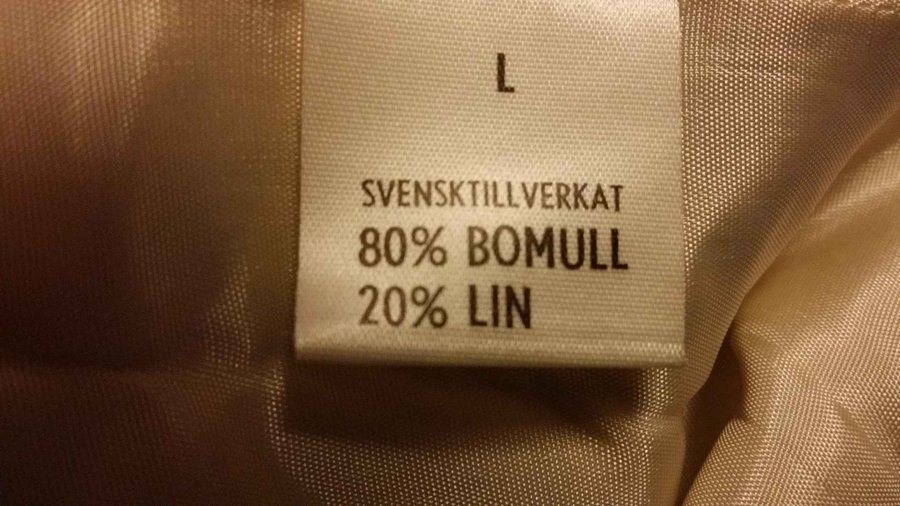 L
SVENSKTILLVERKAT
80% BOMULL
20% LIN